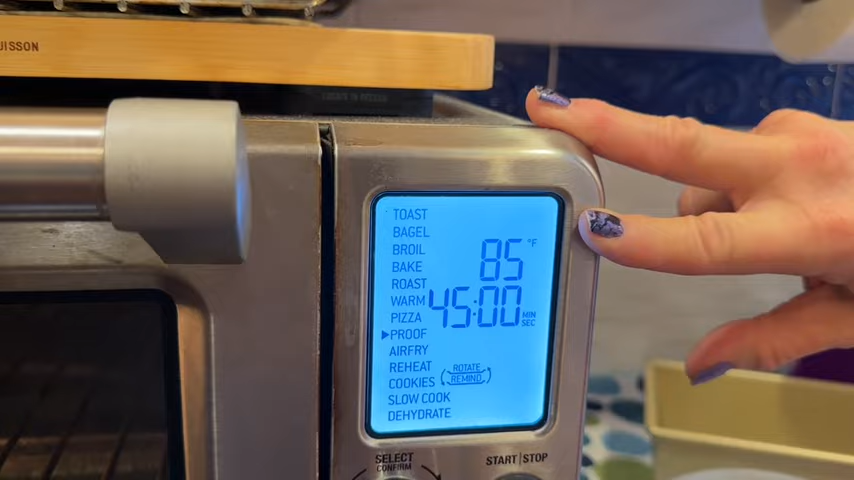 UISSON
TOAST
BAGEL
BROIL
BAKE
ROAST
WARM
PIZZA
▶PROOF
AIRFRY
REHEAT
COOKIES
SLOW COOK
DEHYDRATE
85 °F
45:00 MIN SEC
ROTATE
REMIND
SELECT
CONFIRM
START|STOP